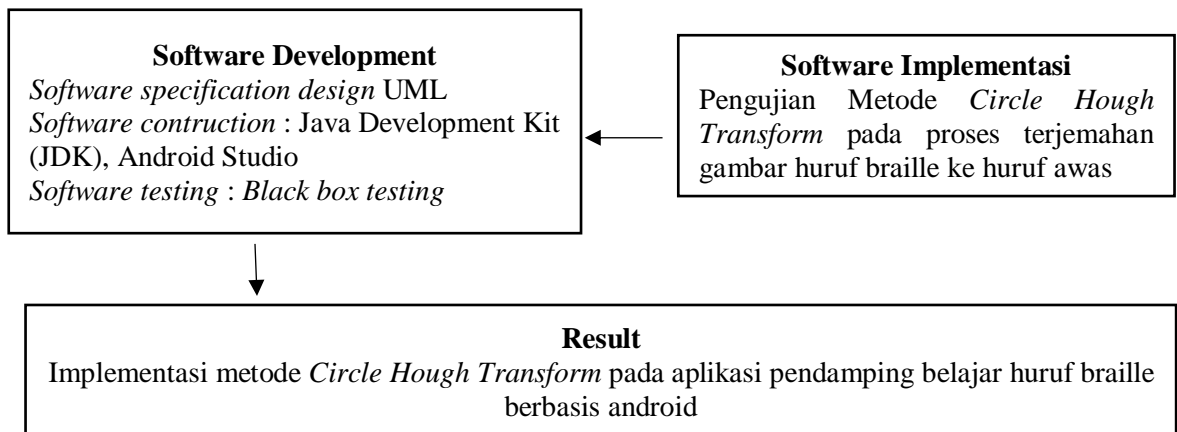 Software Development
Software specification design UML
Software contruction : Java Development Kit
(JDK), Android Studio
Software testing : Black box testing
Software Implementasi
Pengujian Metode Circle Hough
Transform pada proses terjemahan
gambar huruf braille ke huruf awas
Result
Implementasi metode Circle Hough Transform pada aplikasi pendamping belajar huruf braille
berbasis android